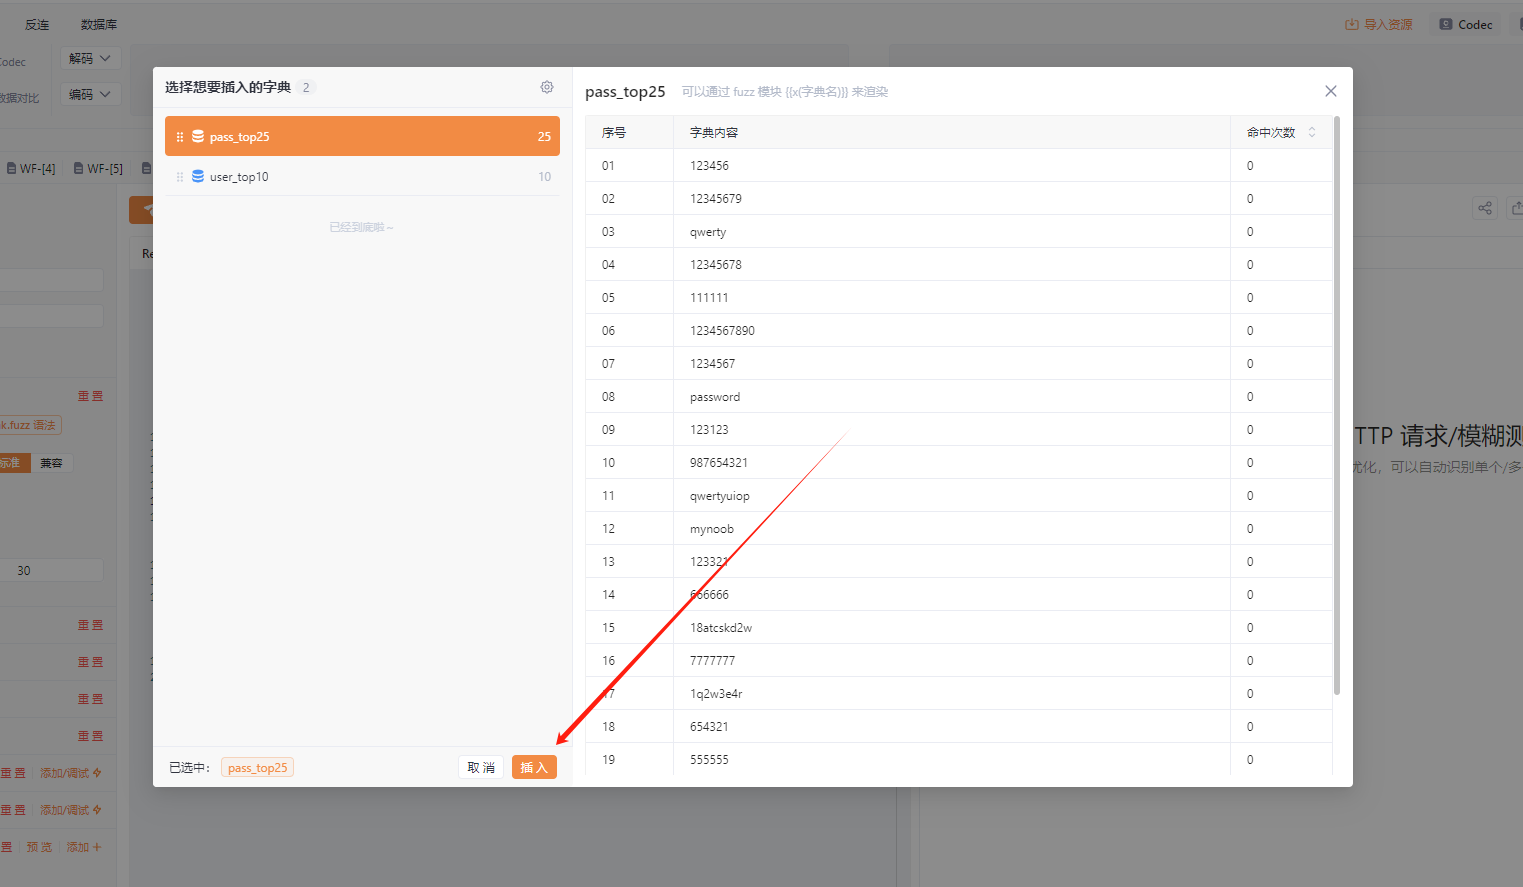 反连 数据库
导入资源 Codec
Codec 解码
数据对比 编码
WF-[4] WF-[5]
重置
标准 兼容
30
重置
重置
重置
重置
重置 添加/调试
重置 添加/调试
预览 添加
选择想要插入的字典 2
pass_top25 25
user_top10 10
已经到底啦~
已选中: pass_top25 取消 插入
pass_top25 可以通过 fuzz 模块 {{x(字典名)}} 来渲染
序号 字典内容 命中次数
01 123456 0
02 12345679 0
03 qwerty 0
04 12345678 0
05 111111 0
06 1234567890 0
07 1234567 0
08 password 0
09 123123 0
10 987654321 0
11 qwertyuiop 0
12 mynoob 0
13 123321 0
14 666666 0
15 18atcskd2w 0
16 7777777 0
17 1q2w3e4r 0
18 654321 0
19 555555 0
TTP 请求/模糊测
优化，可以自动识别单个/多